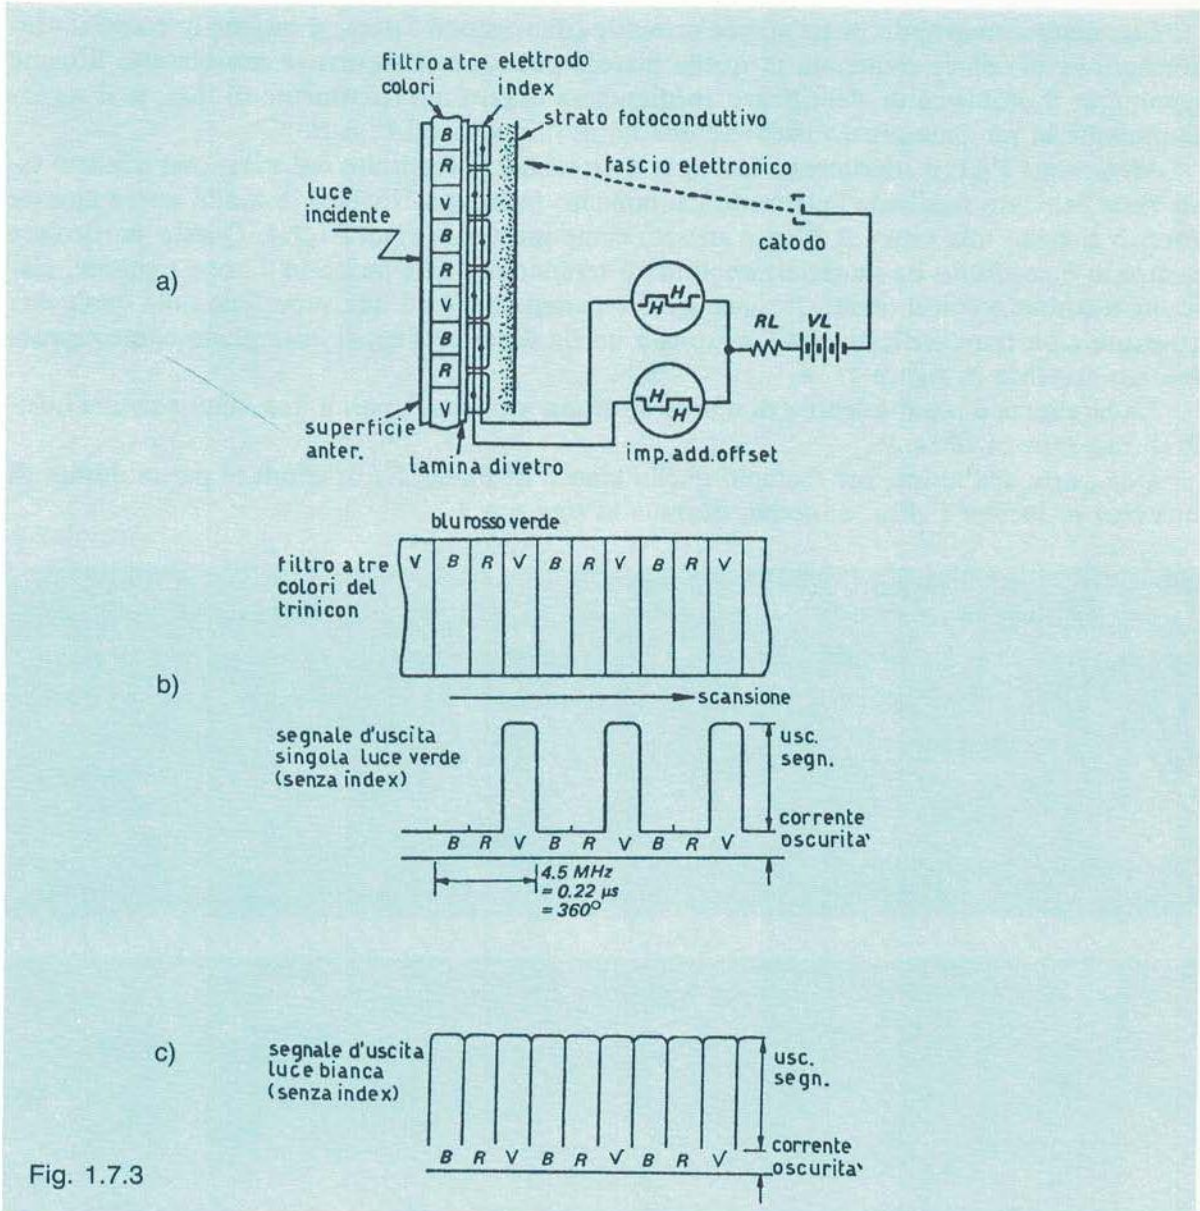 filtro a tre
colori
elettrodo
index
strato fotoconduttivo
fascio elettronico
catodo
luce
incidente
B
R
V
B
R
V
B
R
V
a)
H
H
H
H
RL
VL
superficie
anter.
lamina di vetro
imp.add.offset
blu rosso verde
filtro a tre
colori del
trinicon
V B R V B R V B R V
b)
scansione
segnale d'uscita
singola luce verde
(senza index)
usc.
segn.
corrente
oscurita'
B R V B R V B R V
4.5 MHz
= 0.22 µs
= 360°
c)
segnale d'uscita
luce bianca
(senza index)
usc.
segn.
corrente
oscurita'
B R V B R V B R V
Fig. 1.7.3